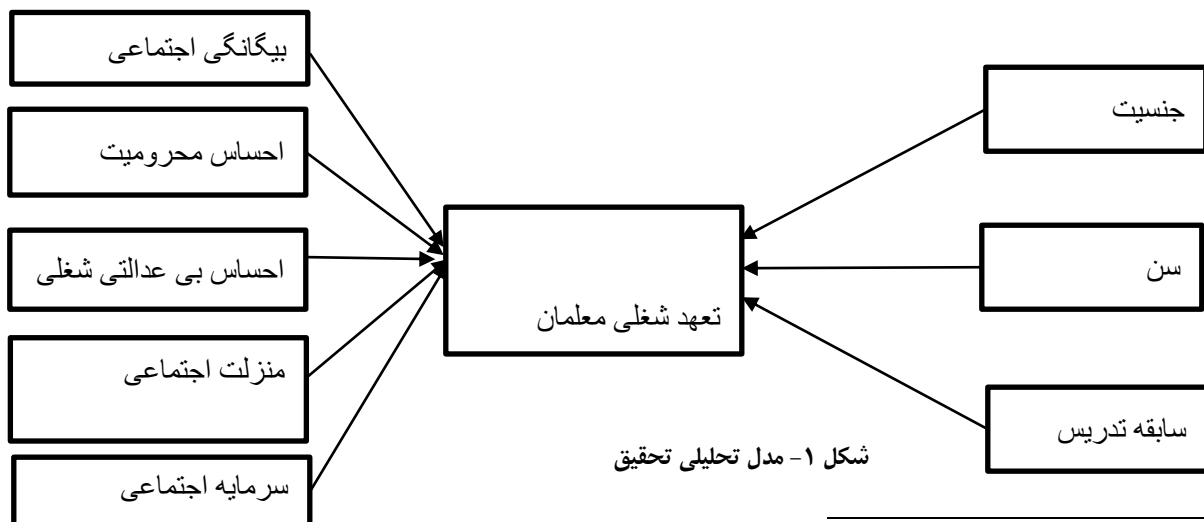 بیگانگی اجتماعی
احساس محرومیت
احساس بی عدالتی شغلی
منزلت اجتماعی
سرمایه اجتماعی
تعهد شغلی معلمان
جنسیت
سن
سابقه تدریس
شکل ۱- مدل تحلیلی تحقیق